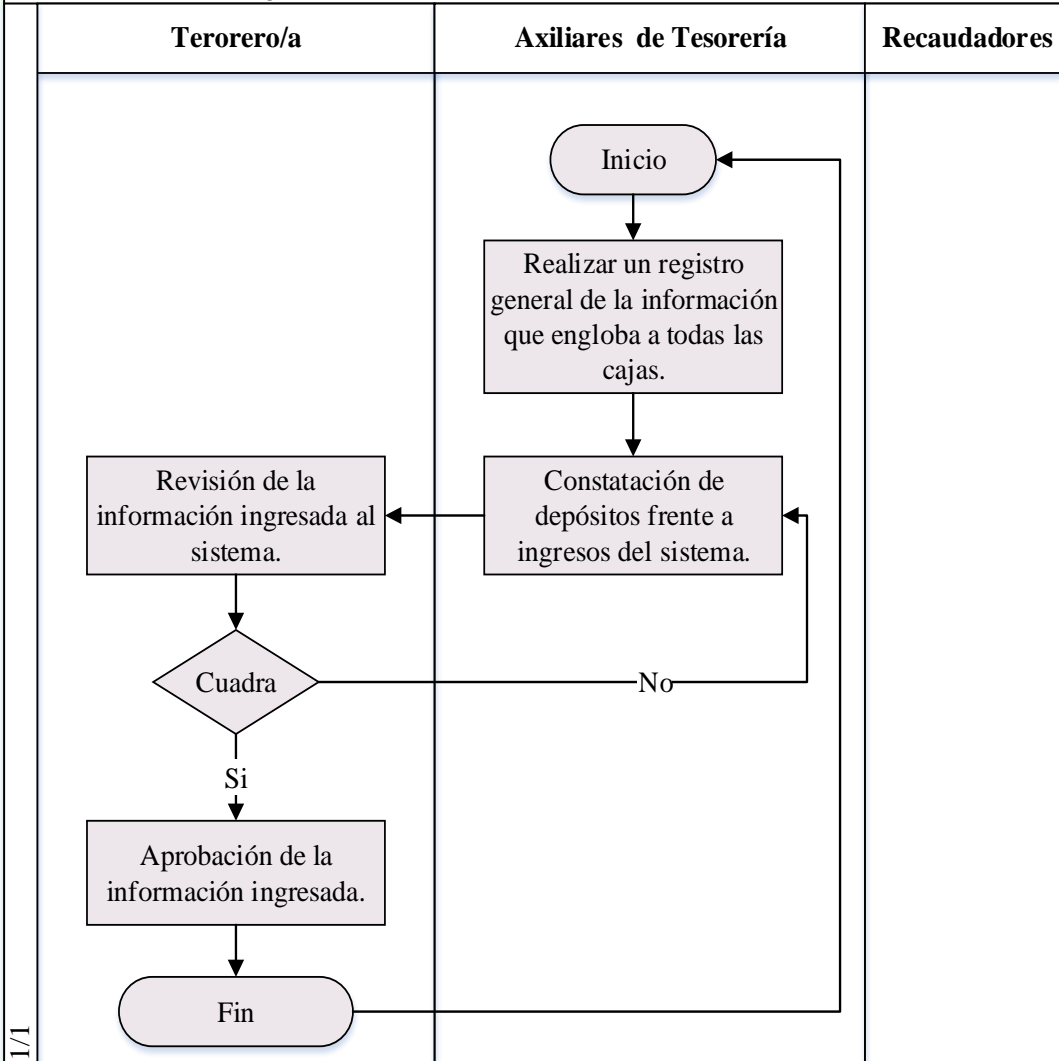 Terorero/a
Axiliares de Tesorería
Recaudadores
Inicio
Realizar un registro
general de la información
que engloba a todas las
cajas.
Constatación de
depósitos frente a
ingresos del sistema.
Revisión de la
información ingresada al
sistema.
Cuadra
No
Si
Aprobación de la
información ingresada.
Fin
1/1